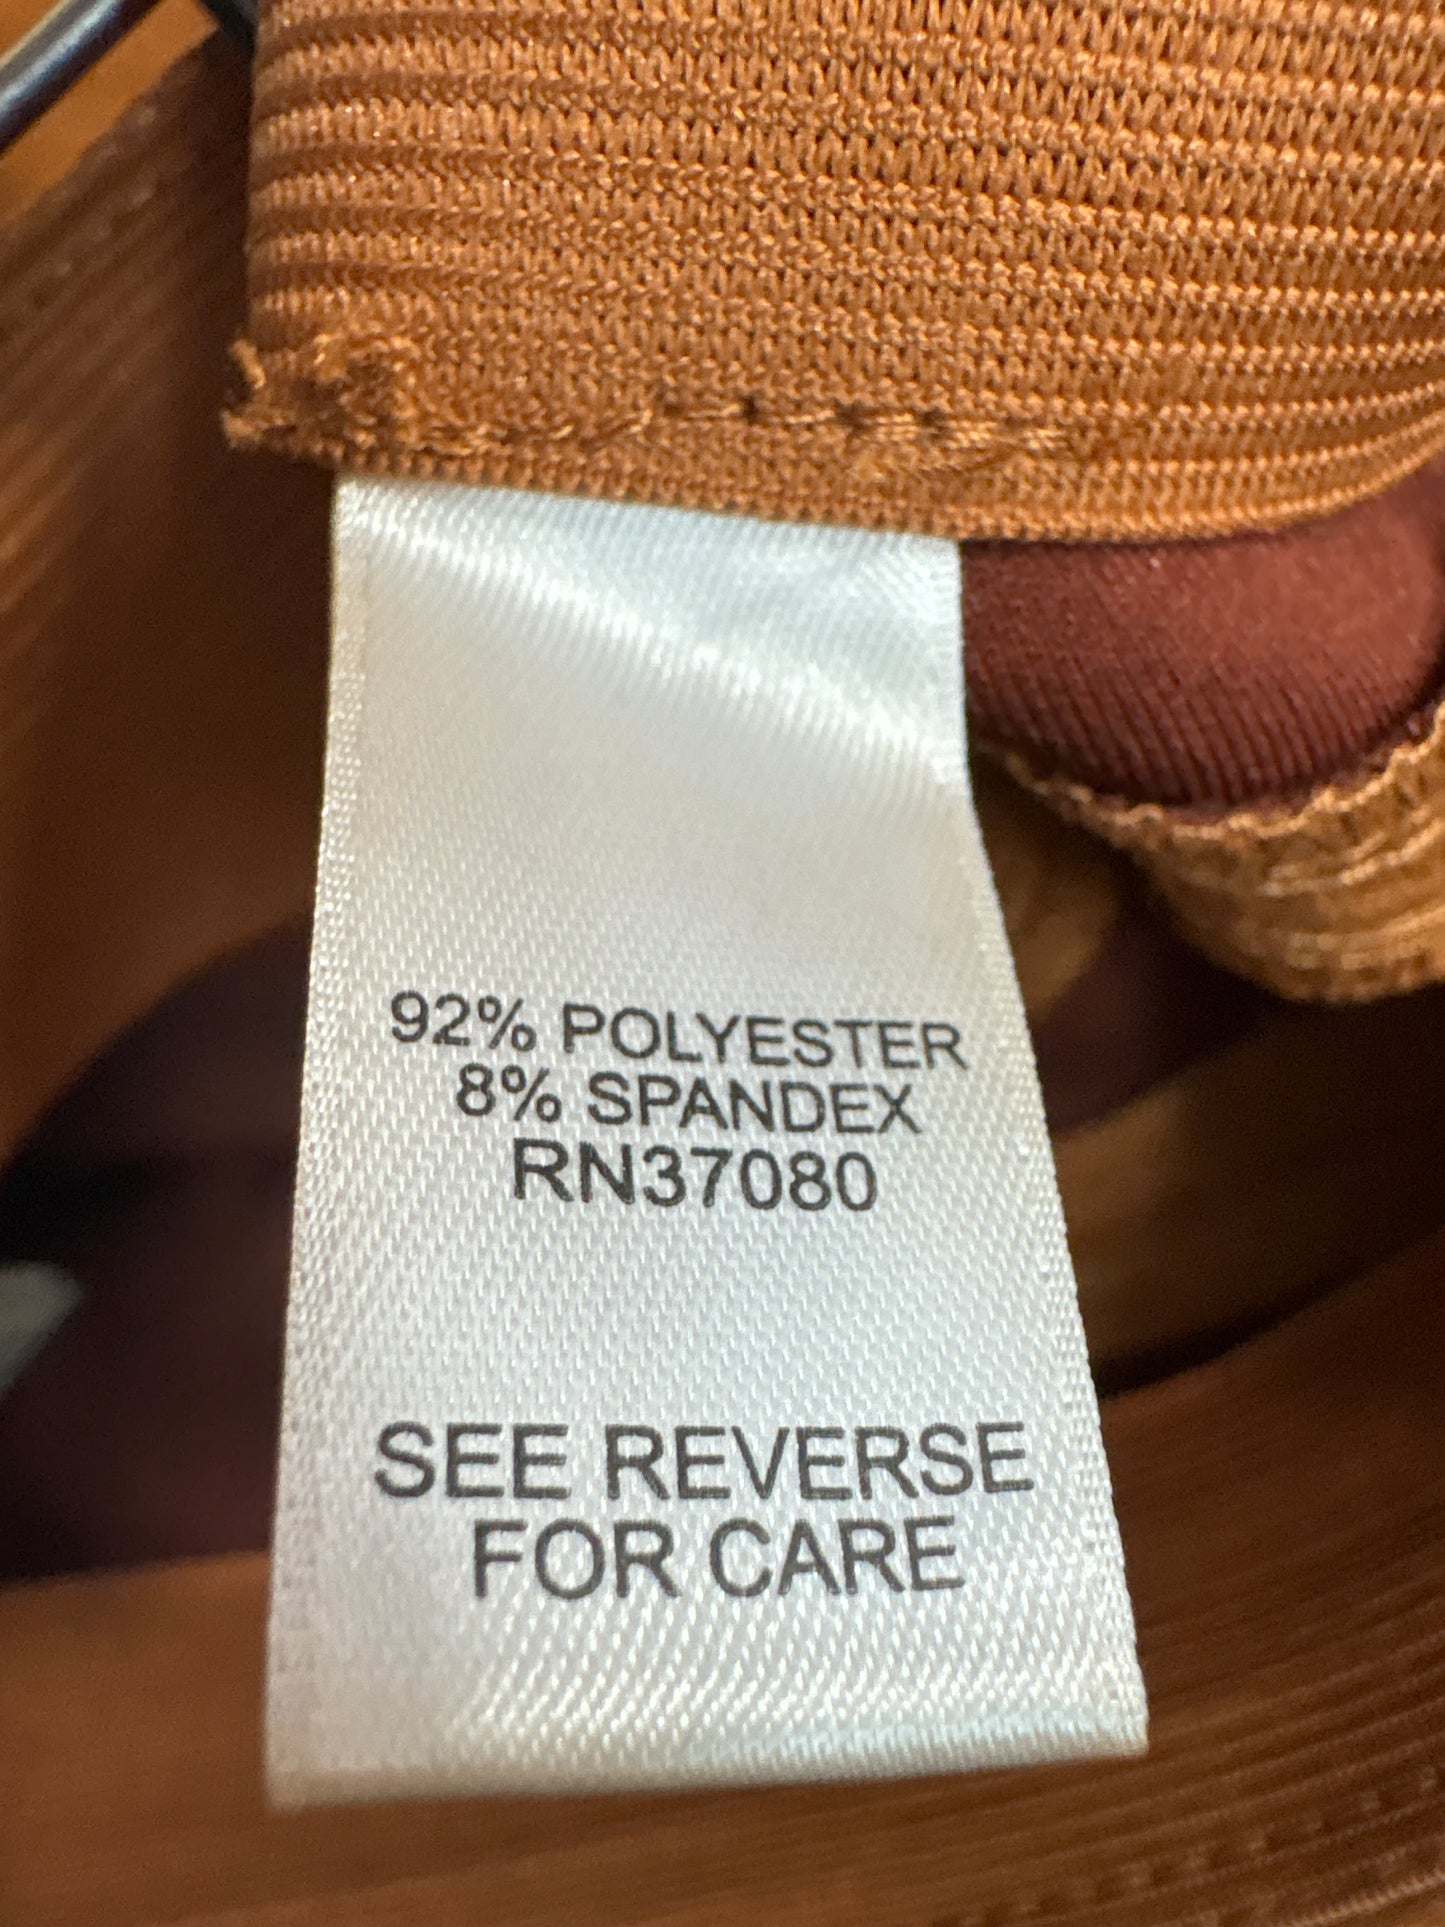 92% POLYESTER
8% SPANDEX
RN37080
SEE REVERSE
FOR CARE